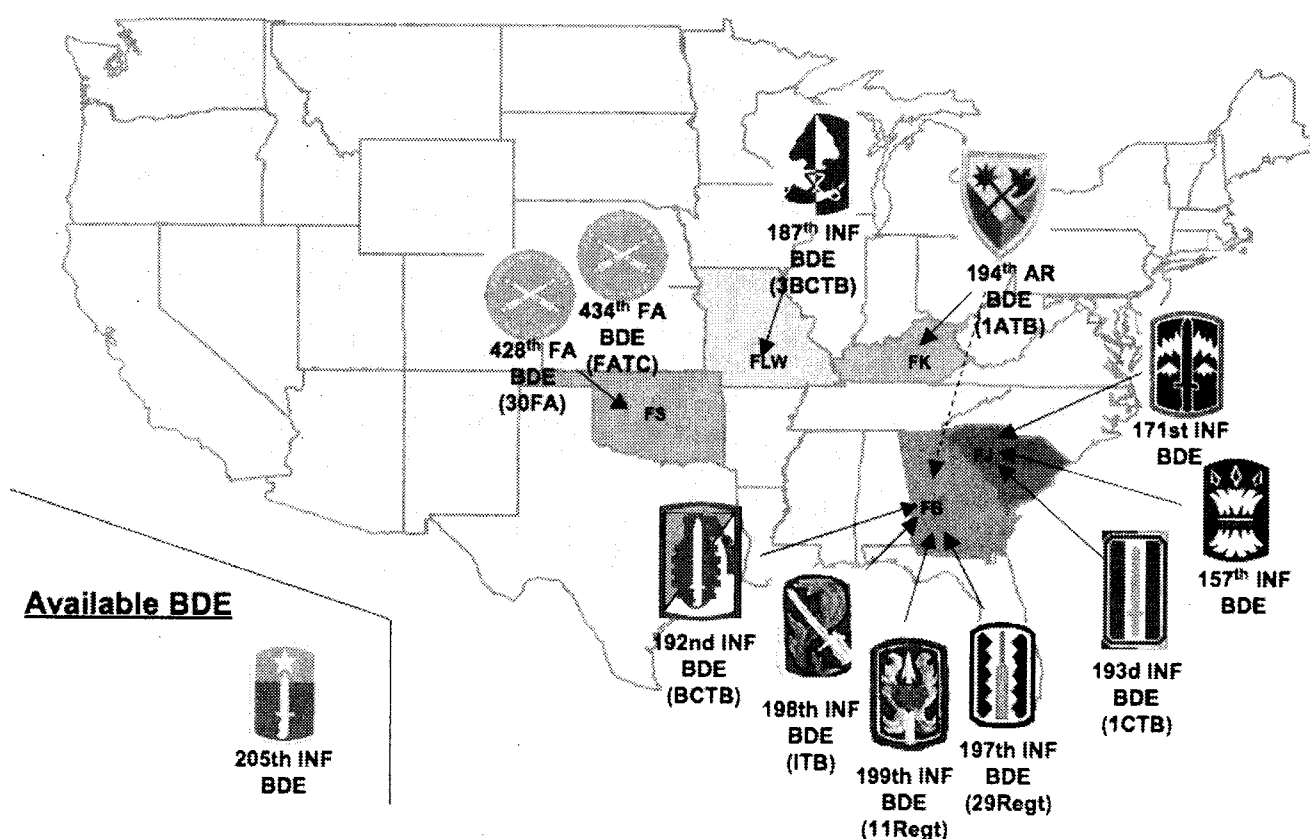 187th INF
BDE
(3BCTB)
194th AR
BDE
(1ATB)
434th FA
BDE
(FATC)
428th FA
BDE
(30FA)
FLW
FK
FS
171st INF
BDE
FJ
FB
157th INF
BDE
Available BDE
192nd INF
BDE
(BCTB)
193d INF
BDE
(1CTB)
198th INF
BDE
(ITB)
197th INF
BDE
(29Regt)
199th INF
BDE
(11Regt)
205th INF
BDE